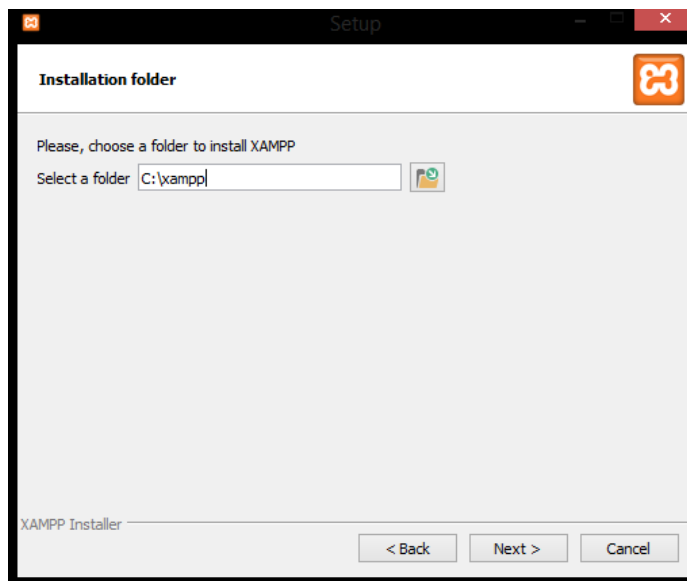 Setup
Installation folder
Please, choose a folder to install XAMPP
Select a folder C:\xampp
XAMPP Installer
< Back Next > Cancel